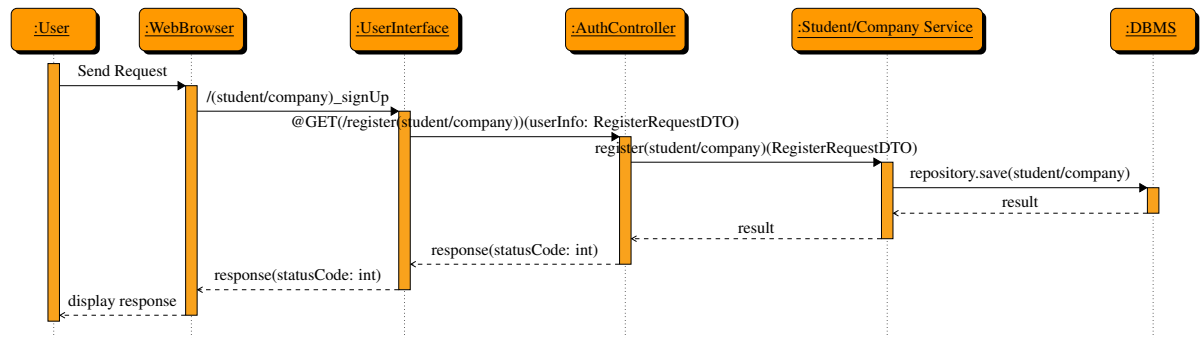 :User
:WebBrowser
:UserInterface
:AuthController
:Student/Company Service
:DBMS
Send Request
/(student/company)_signUp
@GET(/register(student/company))(userInfo: RegisterRequestDTO)
register(student/company)(RegisterRequestDTO)
repository.save(student/company)
result
result
response(statusCode: int)
response(statusCode: int)
display response